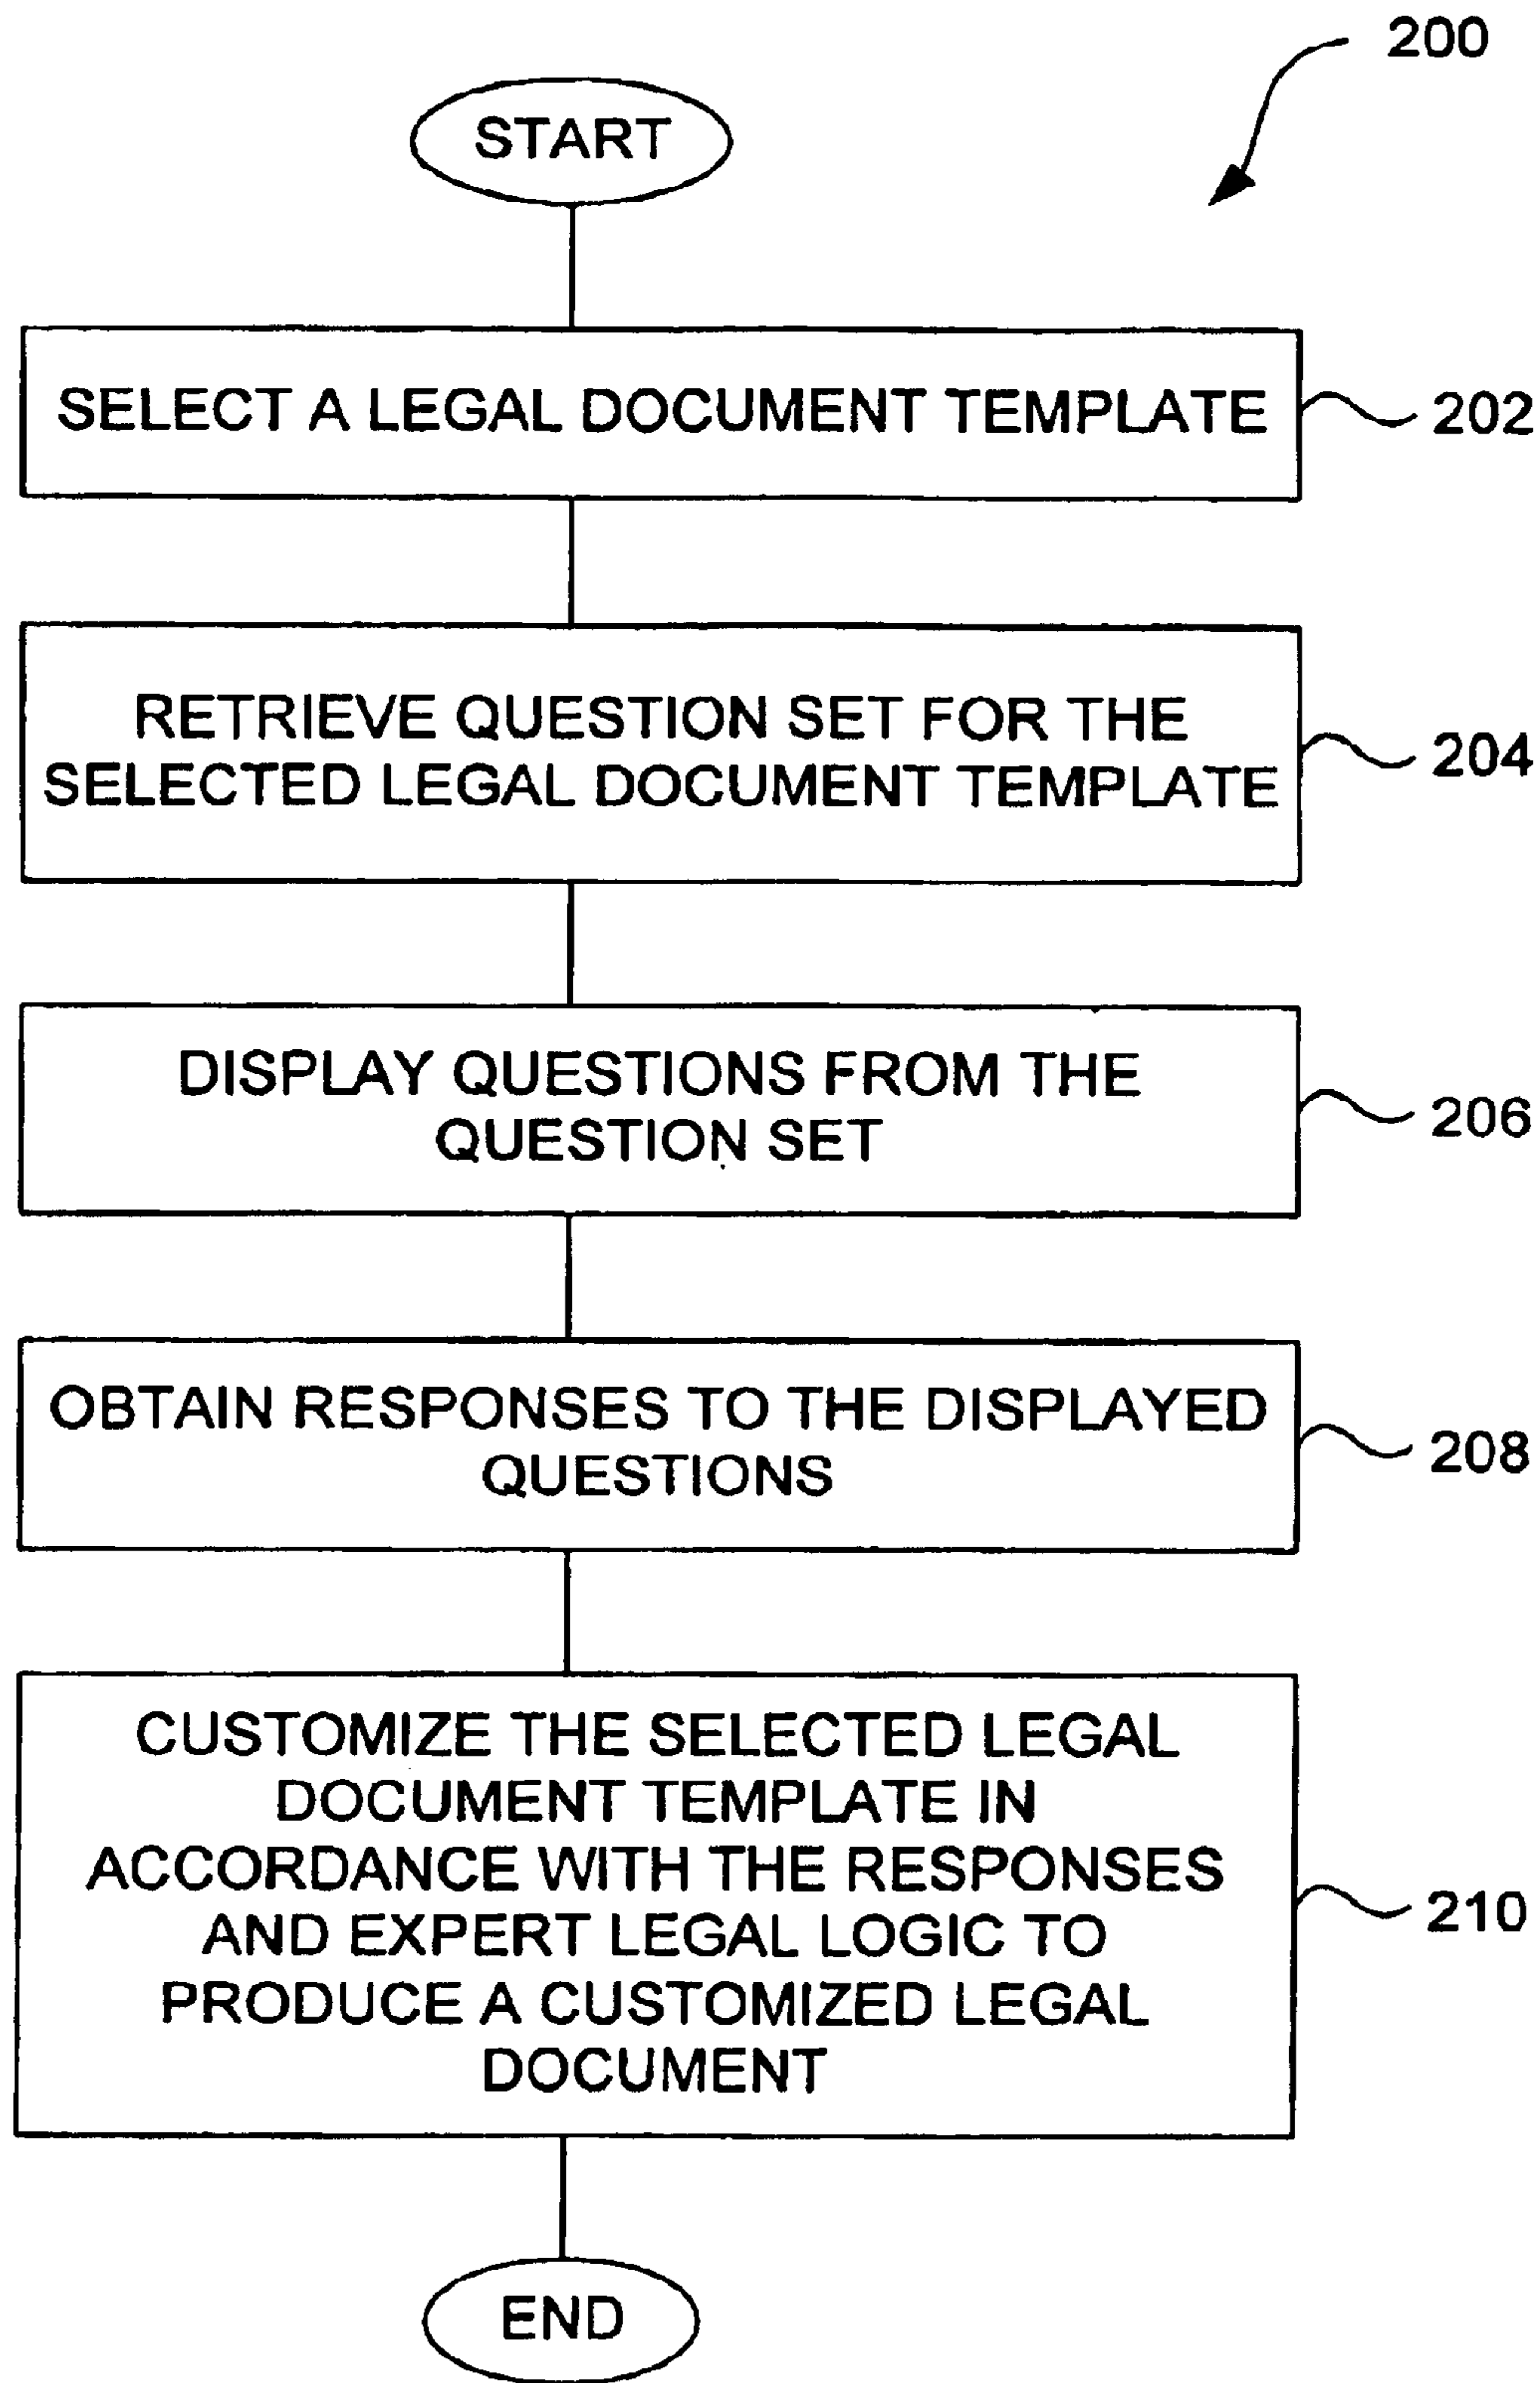 200
START
SELECT A LEGAL DOCUMENT TEMPLATE
202
RETRIEVE QUESTION SET FOR THE
SELECTED LEGAL DOCUMENT TEMPLATE
204
DISPLAY QUESTIONS FROM THE
QUESTION SET
206
OBTAIN RESPONSES TO THE DISPLAYED
QUESTIONS
208
CUSTOMIZE THE SELECTED LEGAL
DOCUMENT TEMPLATE IN
ACCORDANCE WITH THE RESPONSES
AND EXPERT LEGAL LOGIC TO
PRODUCE A CUSTOMIZED LEGAL
DOCUMENT
210
END